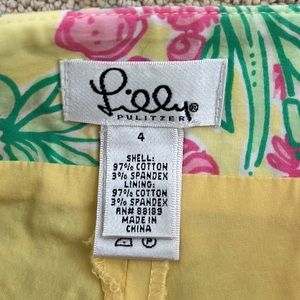 Lilly®
PULITZER
4
SHELL:
97% COTTON
3% SPANDEX
LINING:
97% COTTON
3% SPANDEX
RN# 88189
MADE IN
CHINA
P